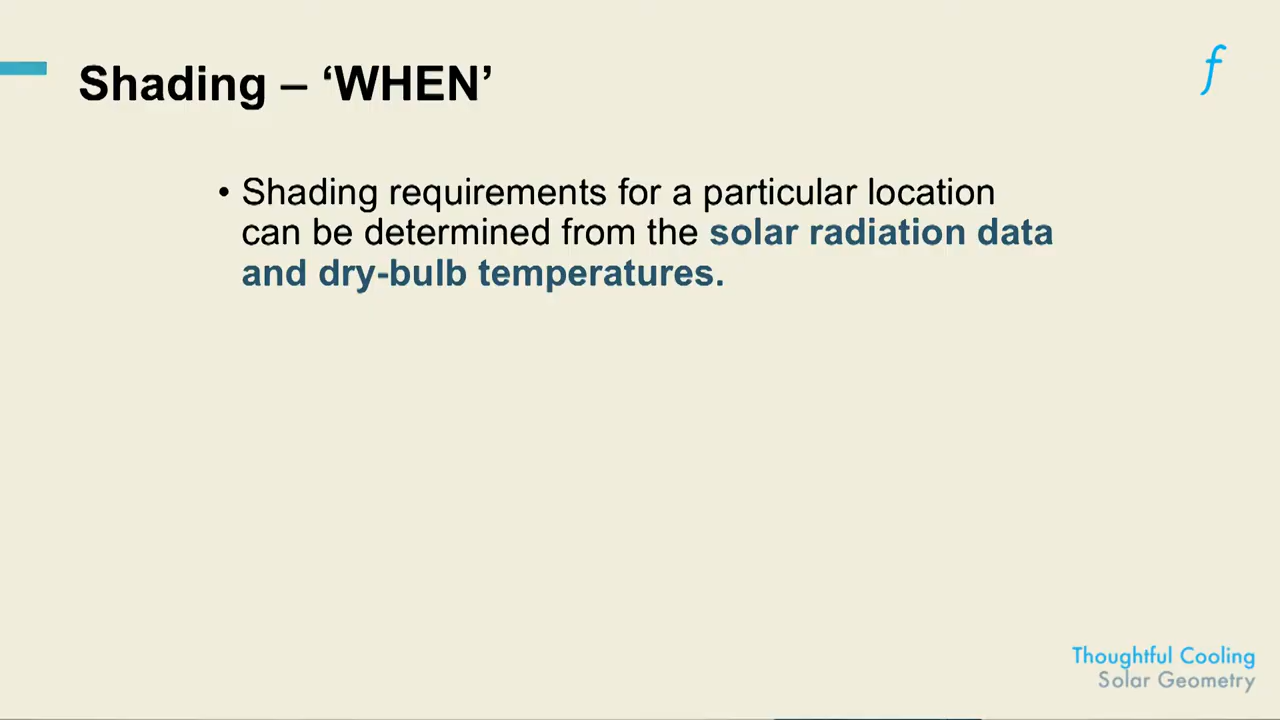 Shading – ‘WHEN’
f
• Shading requirements for a particular location
can be determined from the solar radiation data
and dry-bulb temperatures.
Thoughtful Cooling
Solar Geometry